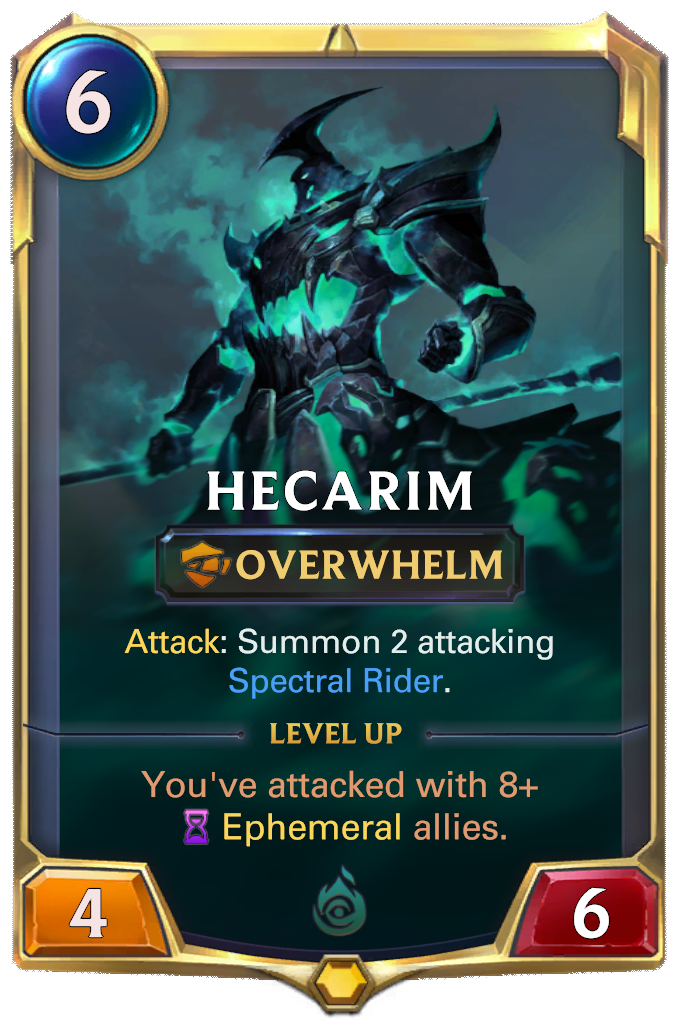 6
HECARIM
OVERWHELM
Attack: Summon 2 attacking
Spectral Rider.
LEVEL UP
You've attacked with 8+
Ephemeral allies.
4
6